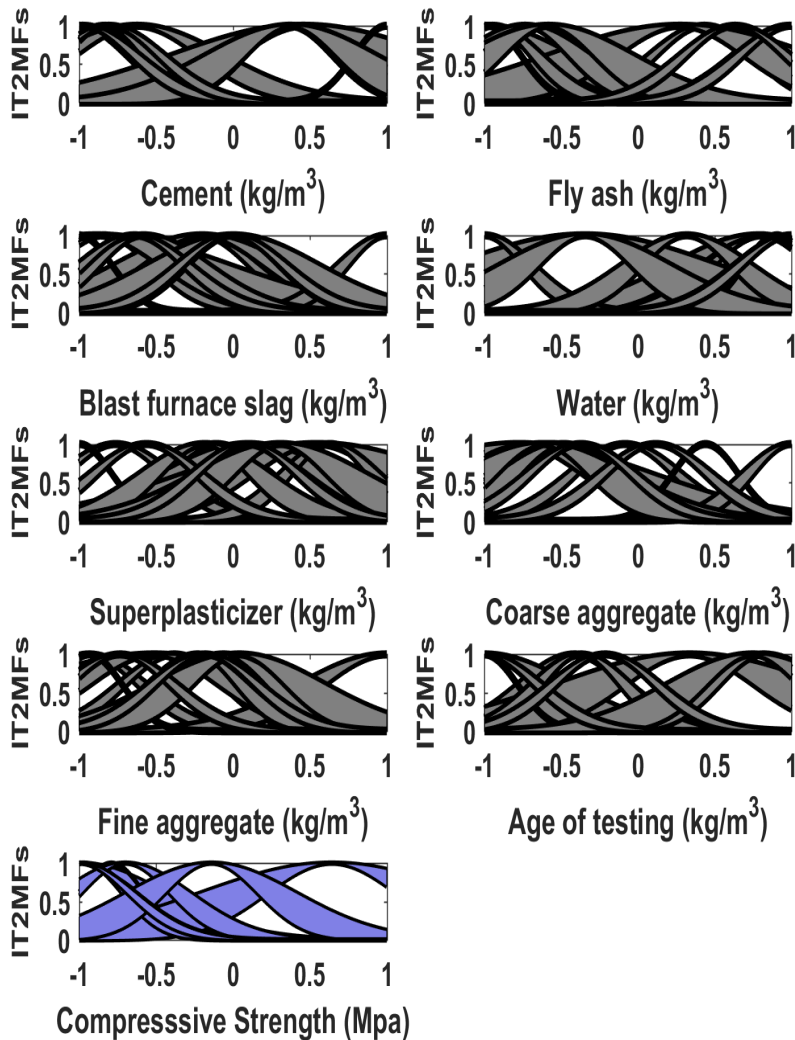 IT2MFs
1
0.5
0
-1 -0.5 0 0.5 1
Cement (kg/m³)
IT2MFs
1
0.5
0
-1 -0.5 0 0.5 1
Fly ash (kg/m³)
IT2MFs
1
0.5
0
-1 -0.5 0 0.5 1
Blast furnace slag (kg/m³)
IT2MFs
1
0.5
0
-1 -0.5 0 0.5 1
Water (kg/m³)
IT2MFs
1
0.5
0
-1 -0.5 0 0.5 1
Superplasticizer (kg/m³)
IT2MFs
1
0.5
0
-1 -0.5 0 0.5 1
Coarse aggregate (kg/m³)
IT2MFs
1
0.5
0
-1 -0.5 0 0.5 1
Fine aggregate (kg/m³)
IT2MFs
1
0.5
0
-1 -0.5 0 0.5 1
Age of testing (kg/m³)
IT2MFs
1
0.5
0
-1 -0.5 0 0.5 1
Compresssive Strength (Mpa)